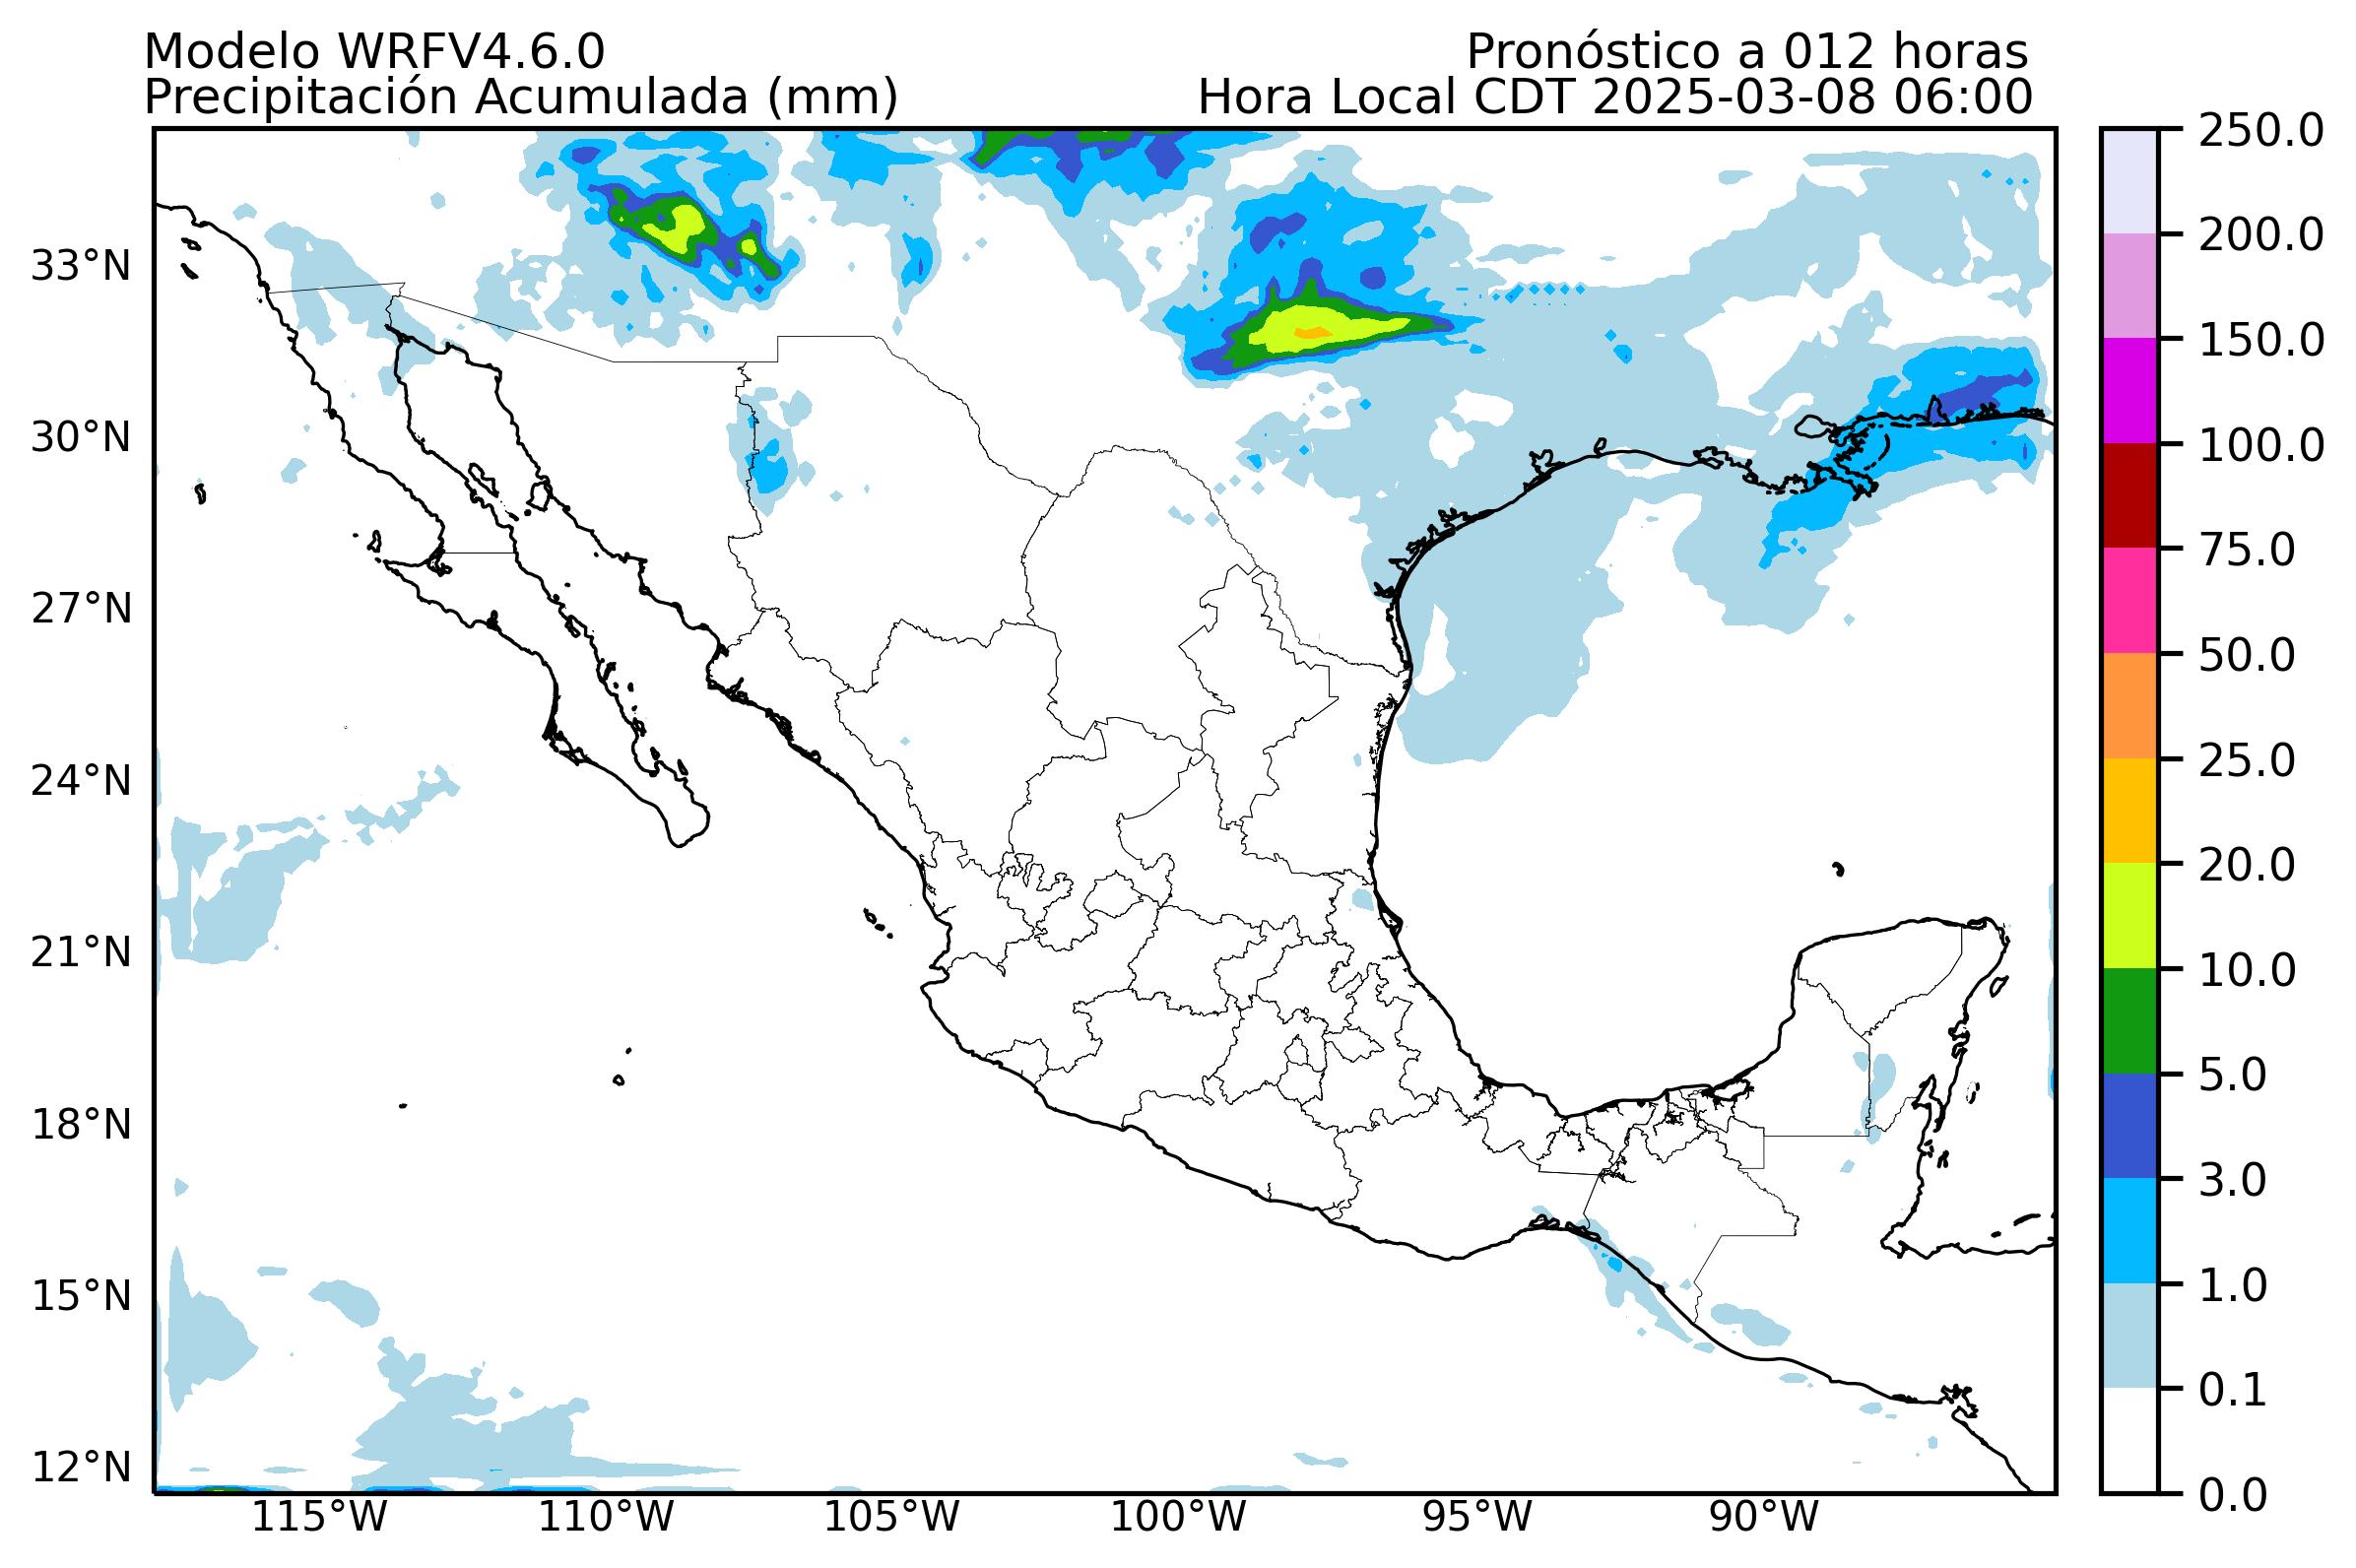 Modelo WRFV4.6.0
Pronóstico a 012 horas
Precipitación Acumulada (mm)
Hora Local CDT 2025-03-08 06:00
33°N
30°N
27°N
24°N
21°N
18°N
15°N
12°N
115°W
110°W
105°W
100°W
95°W
90°W
250.0
200.0
150.0
100.0
75.0
50.0
25.0
20.0
10.0
5.0
3.0
1.0
0.1
0.0